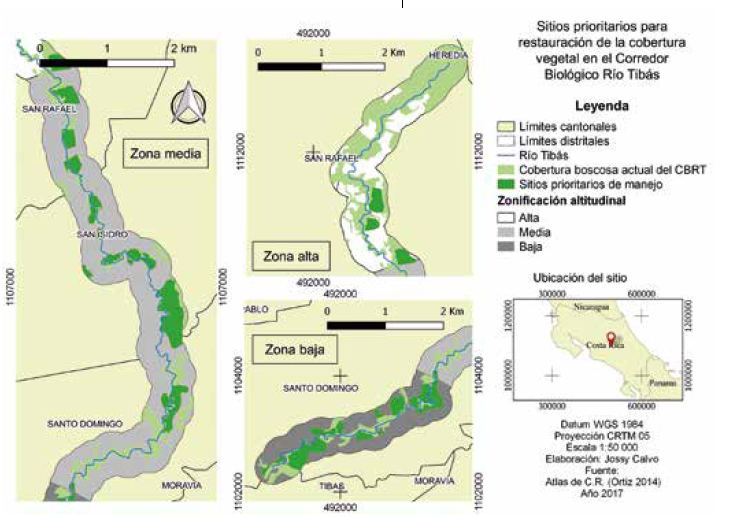 0 1 2 km
SAN RAFAEL
Zona media
SAN ISIDRO
1107000
1107000
SANTO DOMINGO
MORAVIA
492000
0 1 2 Km
HEREDIA
1112000
1112000
SAN RAFAEL
Zona alta
492000
492000
PABLO
0 1 2 Km
Zona baja
1104000
1104000
SANTO DOMINGO
1102000
1102000
TIBAS
MORAVIA
492000
Sitios prioritarios para
restauración de la cobertura
vegetal en el Corredor
Biológico Río Tibás
Leyenda
Límites cantonales
Límites distritales
Río Tibás
Cobertura boscosa actual del CBRT
Sitios prioritarios de manejo
Zonificación altitudinal
Alta
Media
Baja
Ubicación del sitio
300000 600000
Nicaragua
1200000
1200000
Costa Rica
1000000
1000000
Panama
300000 600000
Datum WGS 1984
Proyección CRTM 05
Escala 1:50 000
Elaboración: Jossy Calvo
Fuente:
Atlas de C.R. (Ortiz 2014)
Año 2017